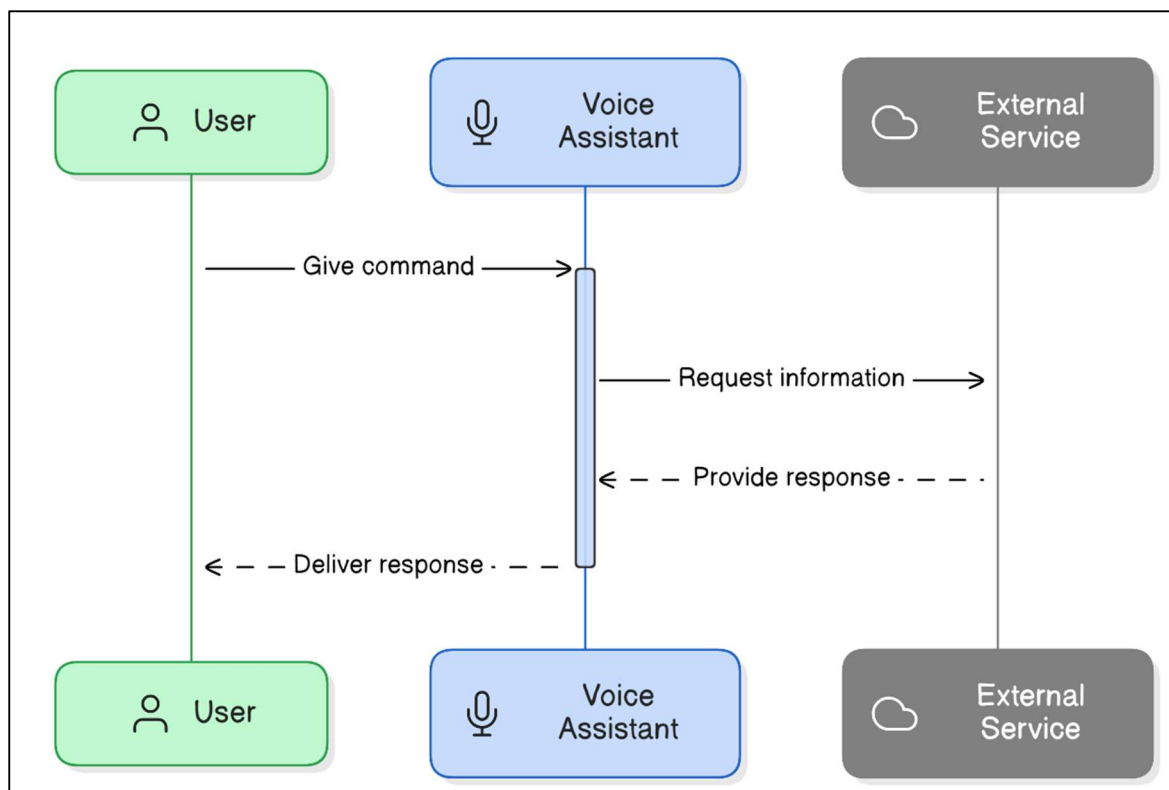 User
Voice
Assistant
External
Service
Give command
Request information
Provide response
Deliver response
User
Voice
Assistant
External
Service